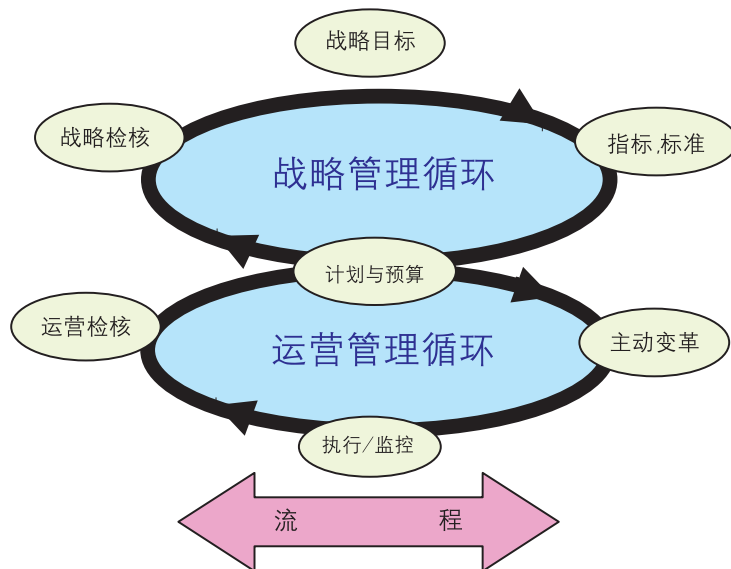 战略目标
战略检核
指标,标准
战略管理循环
计划与预算
运营检核
主动变革
运营管理循环
执行/监控
流 程